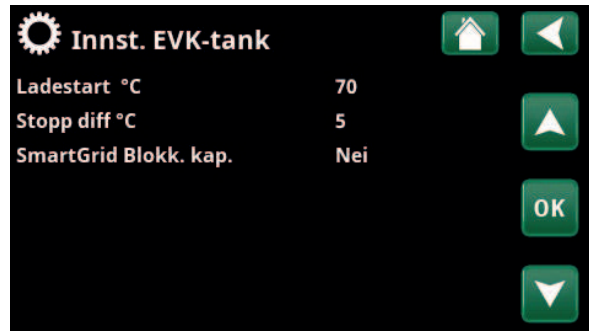 Innst. EVK-tank
Ladestart °C 70
Stopp diff °C 5
SmartGrid Blokk. kap. Nei
OK